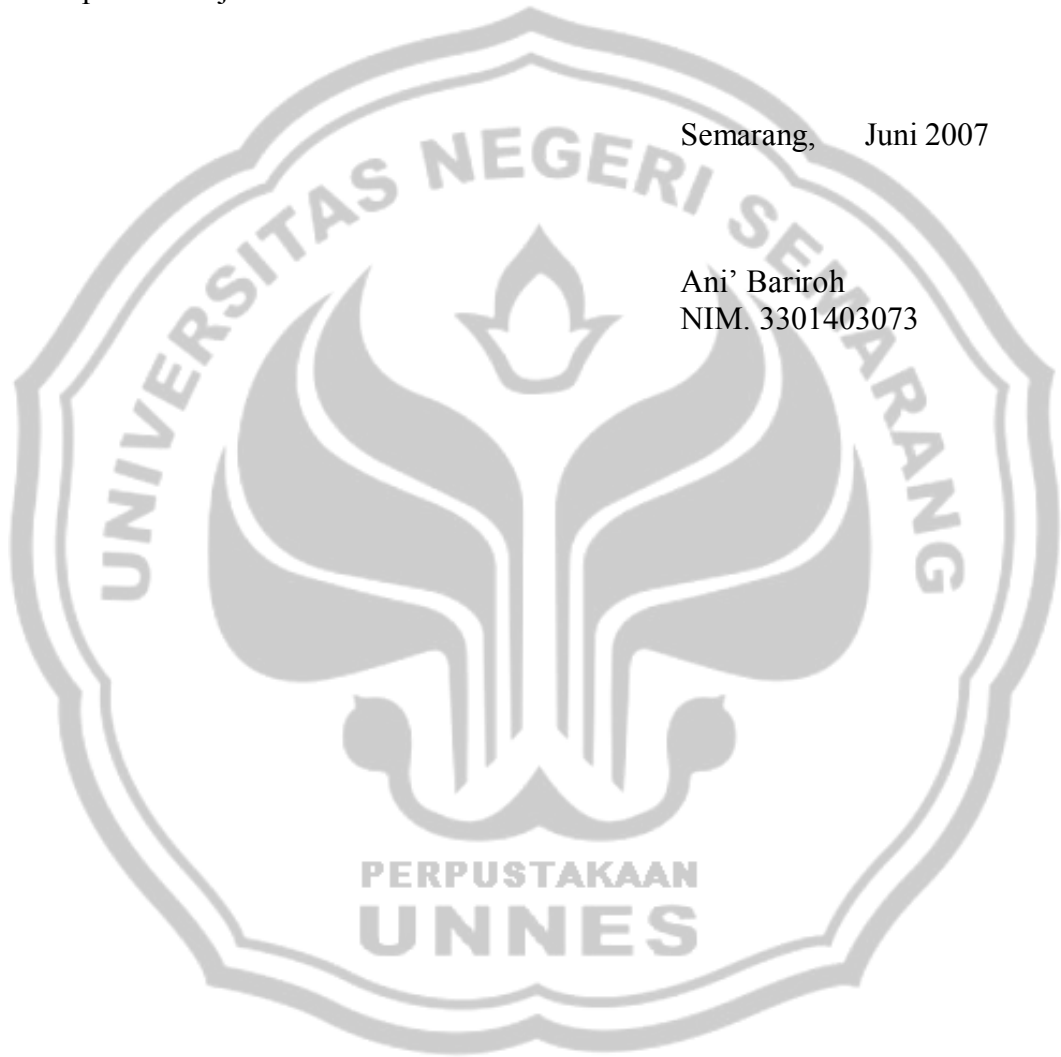 Semarang,      Juni 2007
Ani’ Bariroh
NIM. 3301403073
UNIVERSITAS NEGERI SEMARANG
PERPUSTAKAAN
UNNES